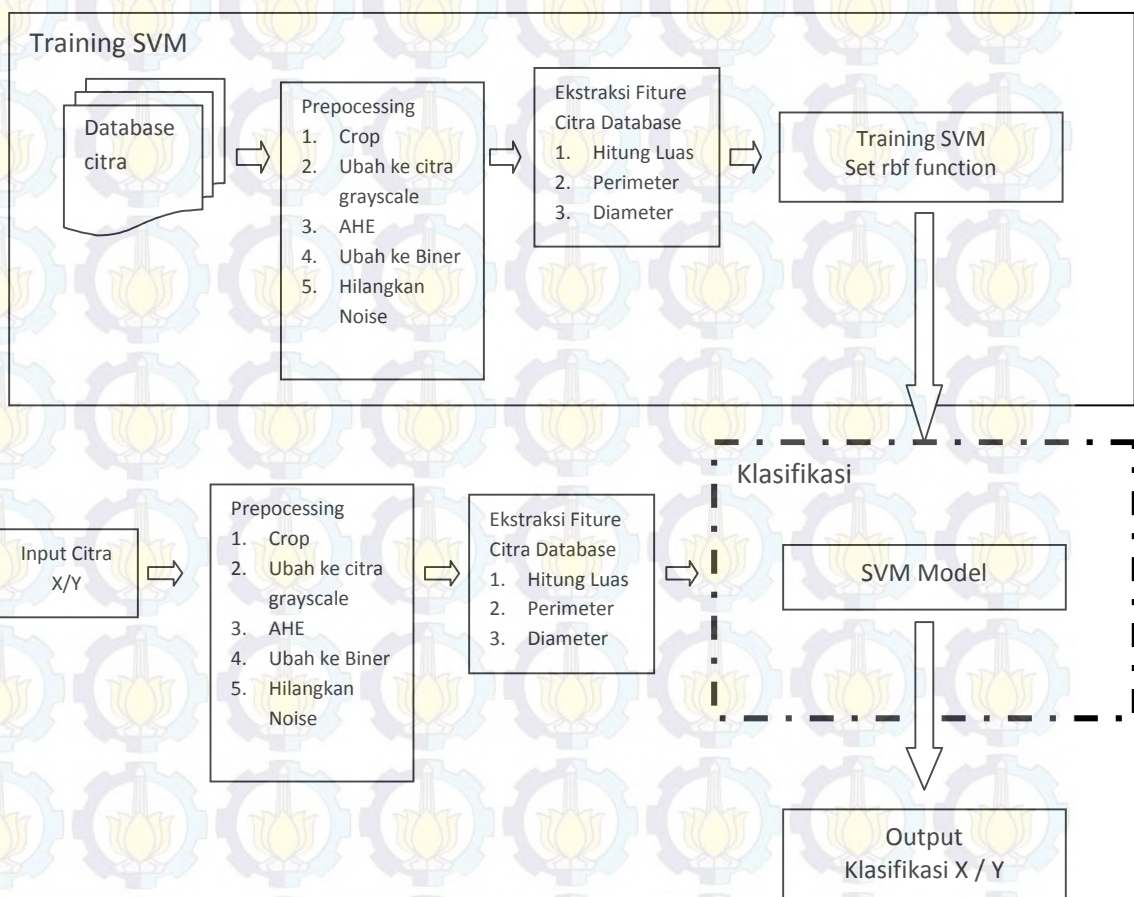 Training SVM
Database
citra
Prepocessing
1. Crop
2. Ubah ke citra
grayscale
3. AHE
4. Ubah ke Biner
5. Hilangkan
Noise
Ekstraksi Fiture
Citra Database
1. Hitung Luas
2. Perimeter
3. Diameter
Training SVM
Set rbf function
Input Citra
X/Y
Prepocessing
1. Crop
2. Ubah ke citra
grayscale
3. AHE
4. Ubah ke Biner
5. Hilangkan
Noise
Ekstraksi Fiture
Citra Database
1. Hitung Luas
2. Perimeter
3. Diameter
Klasifikasi
SVM Model
Output
Klasifikasi X / Y